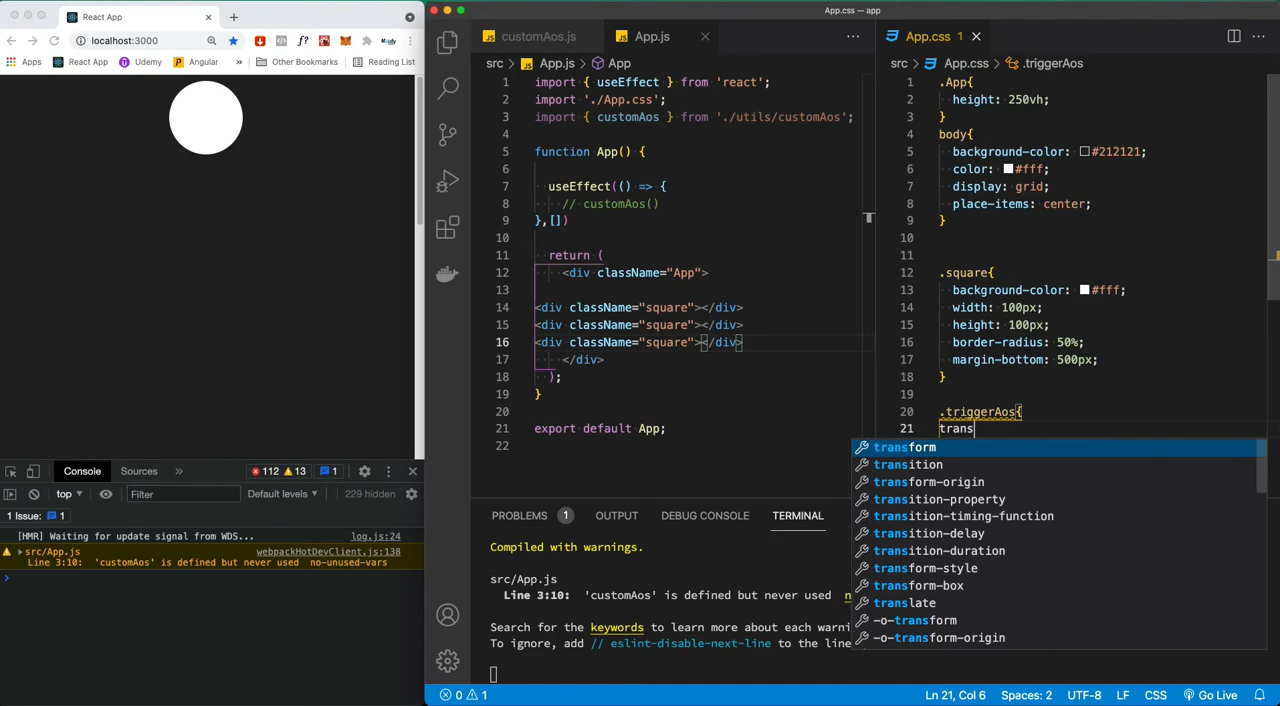 React App
localhost:3000
Apps React App Udemy Angular » Other Bookmarks Reading List
Console Sources » 112 13 1
top Filter Default levels 229 hidden
1 Issue: 1
[HMR] Waiting for update signal from WDS... log.js:24
src/App.js webpackHotDevClient.js:138
Line 3:10: 'customAos' is defined but never used no-unused-vars
App.css — app
customAos.js App.js
src > App.js > App
1 import { useEffect } from 'react';
2 import './App.css';
3 import { customAos } from './utils/customAos';
4
5 function App() {
6
7 useEffect(() => {
8 // customAos()
9 },[])
10
11 return (
12 <div className="App">
13
14 <div className="square"></div>
15 <div className="square"></div>
16 <div className="square"></div>
17 </div>
18 );
19 }
20
21 export default App;
22
App.css
src > App.css > .triggerAos
1 .App{
2 height: 250vh;
3 }
4 body{
5 background-color: #212121;
6 color: #fff;
7 display: grid;
8 place-items: center;
9 }
10
11
12 .square{
13 background-color: #fff;
14 width: 100px;
15 height: 100px;
16 border-radius: 50%;
17 margin-bottom: 500px;
18 }
19
20 .triggerAos{
21 trans
transform
transition
transform-origin
transition-property
transition-timing-function
transition-delay
transition-duration
transform-style
transform-box
translate
-o-transform
-o-transform-origin
PROBLEMS 1 OUTPUT DEBUG CONSOLE TERMINAL
Compiled with warnings.
src/App.js
Line 3:10: 'customAos' is defined but never used n
Search for the keywords to learn more about each warni
To ignore, add // eslint-disable-next-line to the line
0 1 Ln 21, Col 6 Spaces: 2 UTF-8 LF CSS Go Live